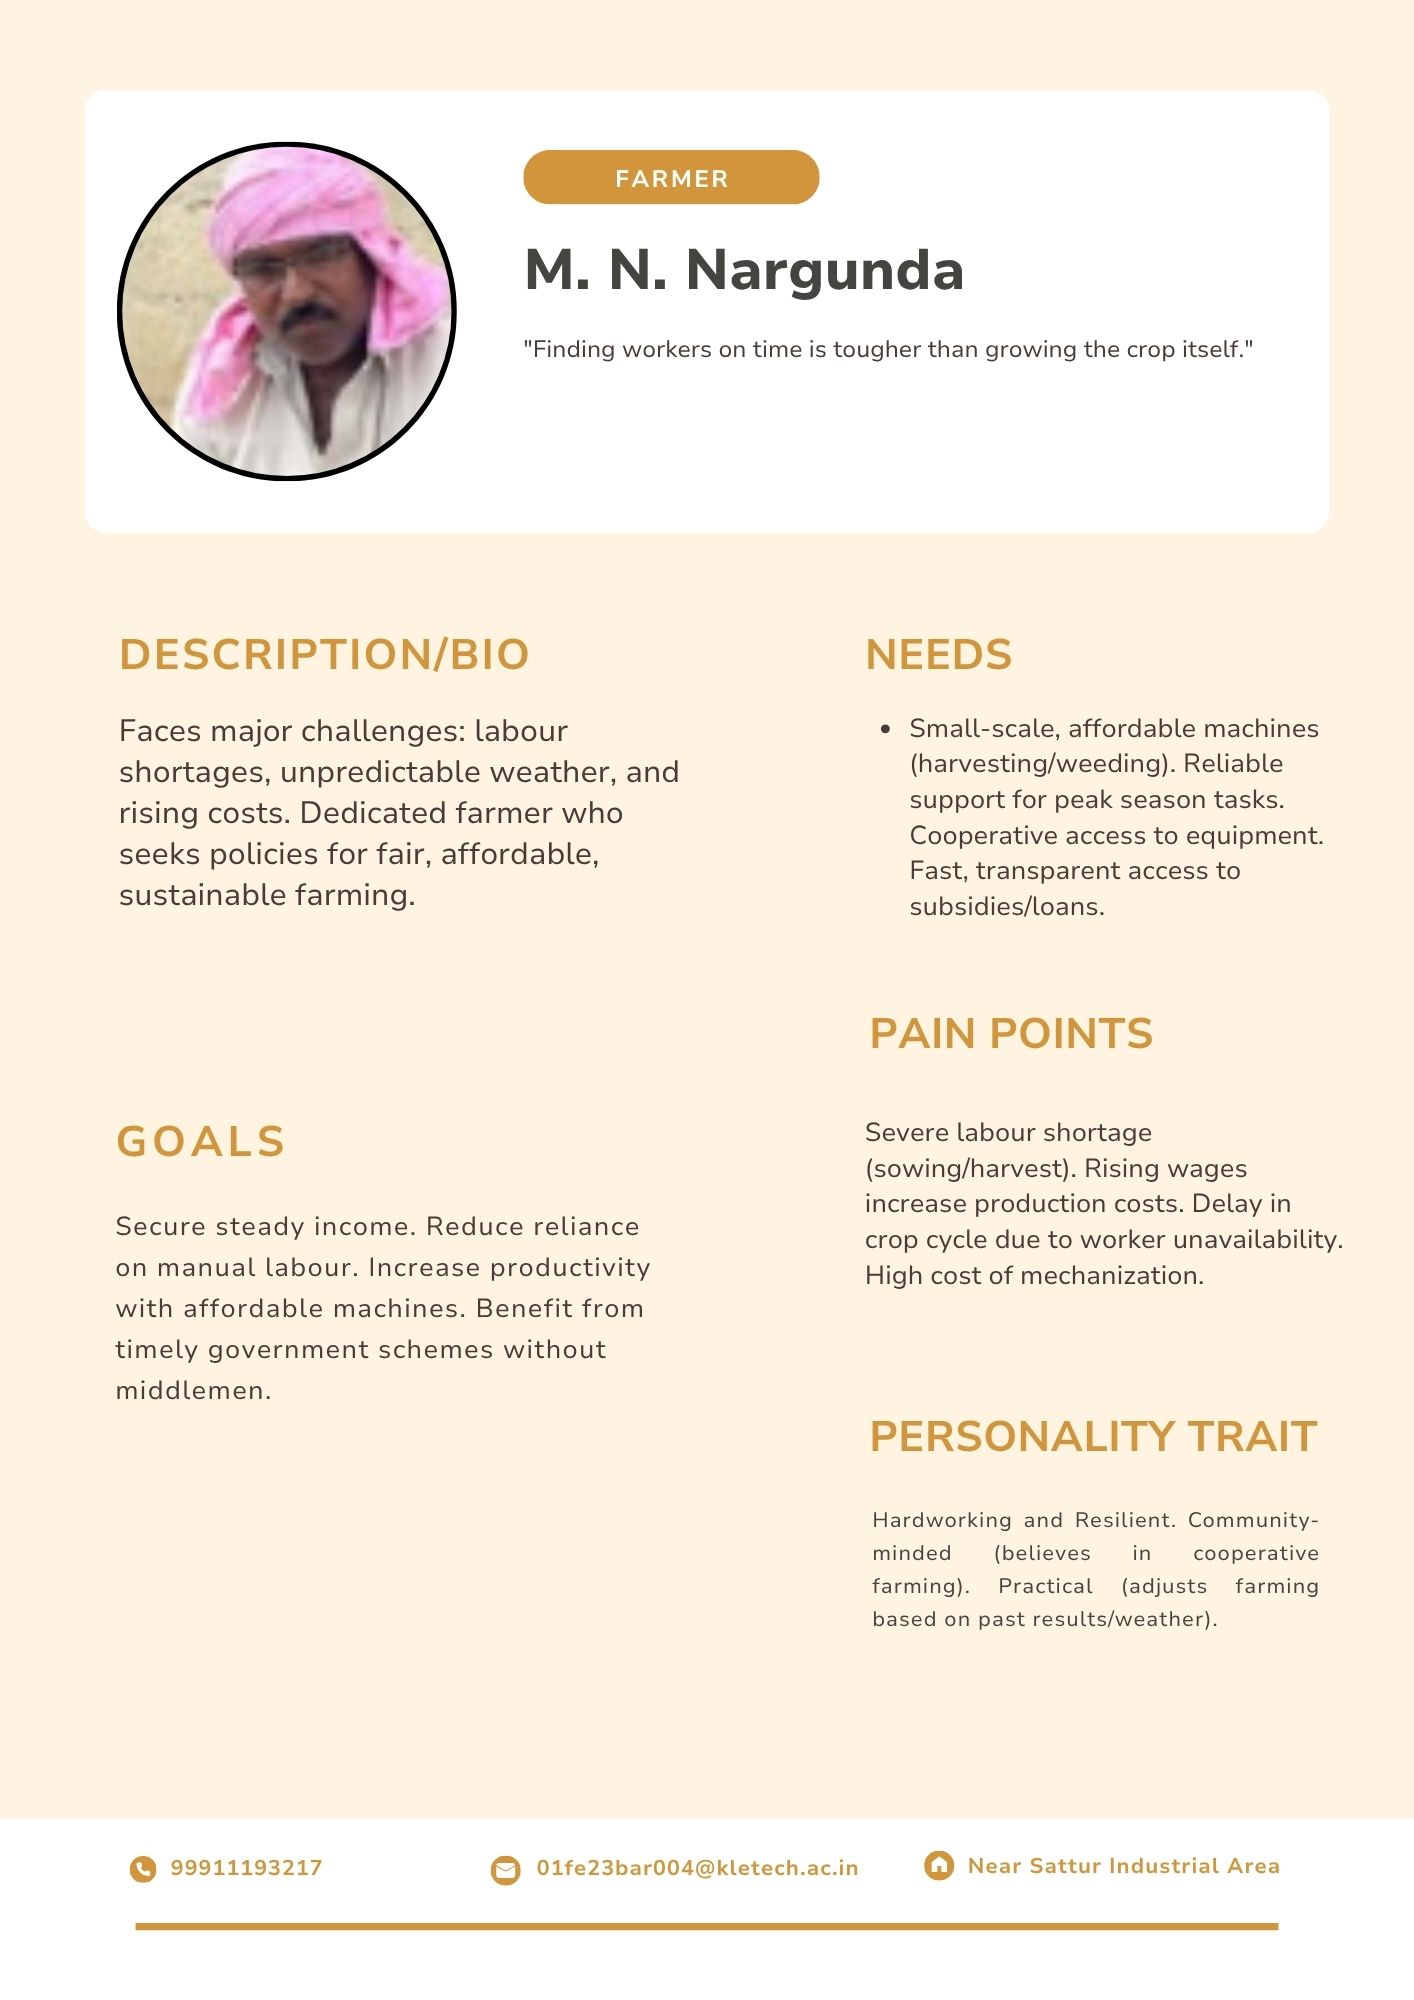 FARMER
M. N. Nargunda
"Finding workers on time is tougher than growing the crop itself."
DESCRIPTION/BIO
Faces major challenges: labour
shortages, unpredictable weather, and
rising costs. Dedicated farmer who
seeks policies for fair, affordable,
sustainable farming.
GOALS
Secure steady income. Reduce reliance
on manual labour. Increase productivity
with affordable machines. Benefit from
timely government schemes without
middlemen.
NEEDS
• Small-scale, affordable machines
(harvesting/weeding). Reliable
support for peak season tasks.
Cooperative access to equipment.
Fast, transparent access to
subsidies/loans.
PAIN POINTS
Severe labour shortage
(sowing/harvest). Rising wages
increase production costs. Delay in
crop cycle due to worker unavailability.
High cost of mechanization.
PERSONALITY TRAIT
Hardworking and Resilient. Community-
minded (believes in cooperative
farming). Practical (adjusts farming
based on past results/weather).
99911193217
01fe23bar004@kletech.ac.in
Near Sattur Industrial Area